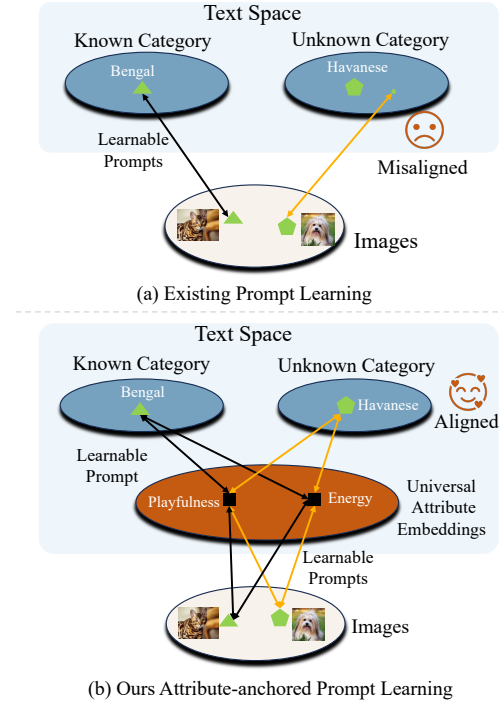 Text Space
Known Category
Unknown Category
Bengal
Havanese
Learnable
Prompts
Misaligned
Images
(a) Existing Prompt Learning
Text Space
Known Category
Unknown Category
Bengal
Havanese
Aligned
Learnable
Prompt
Playfulness
Energy
Universal
Attribute
Embeddings
Learnable
Prompts
Images
(b) Ours Attribute-anchored Prompt Learning